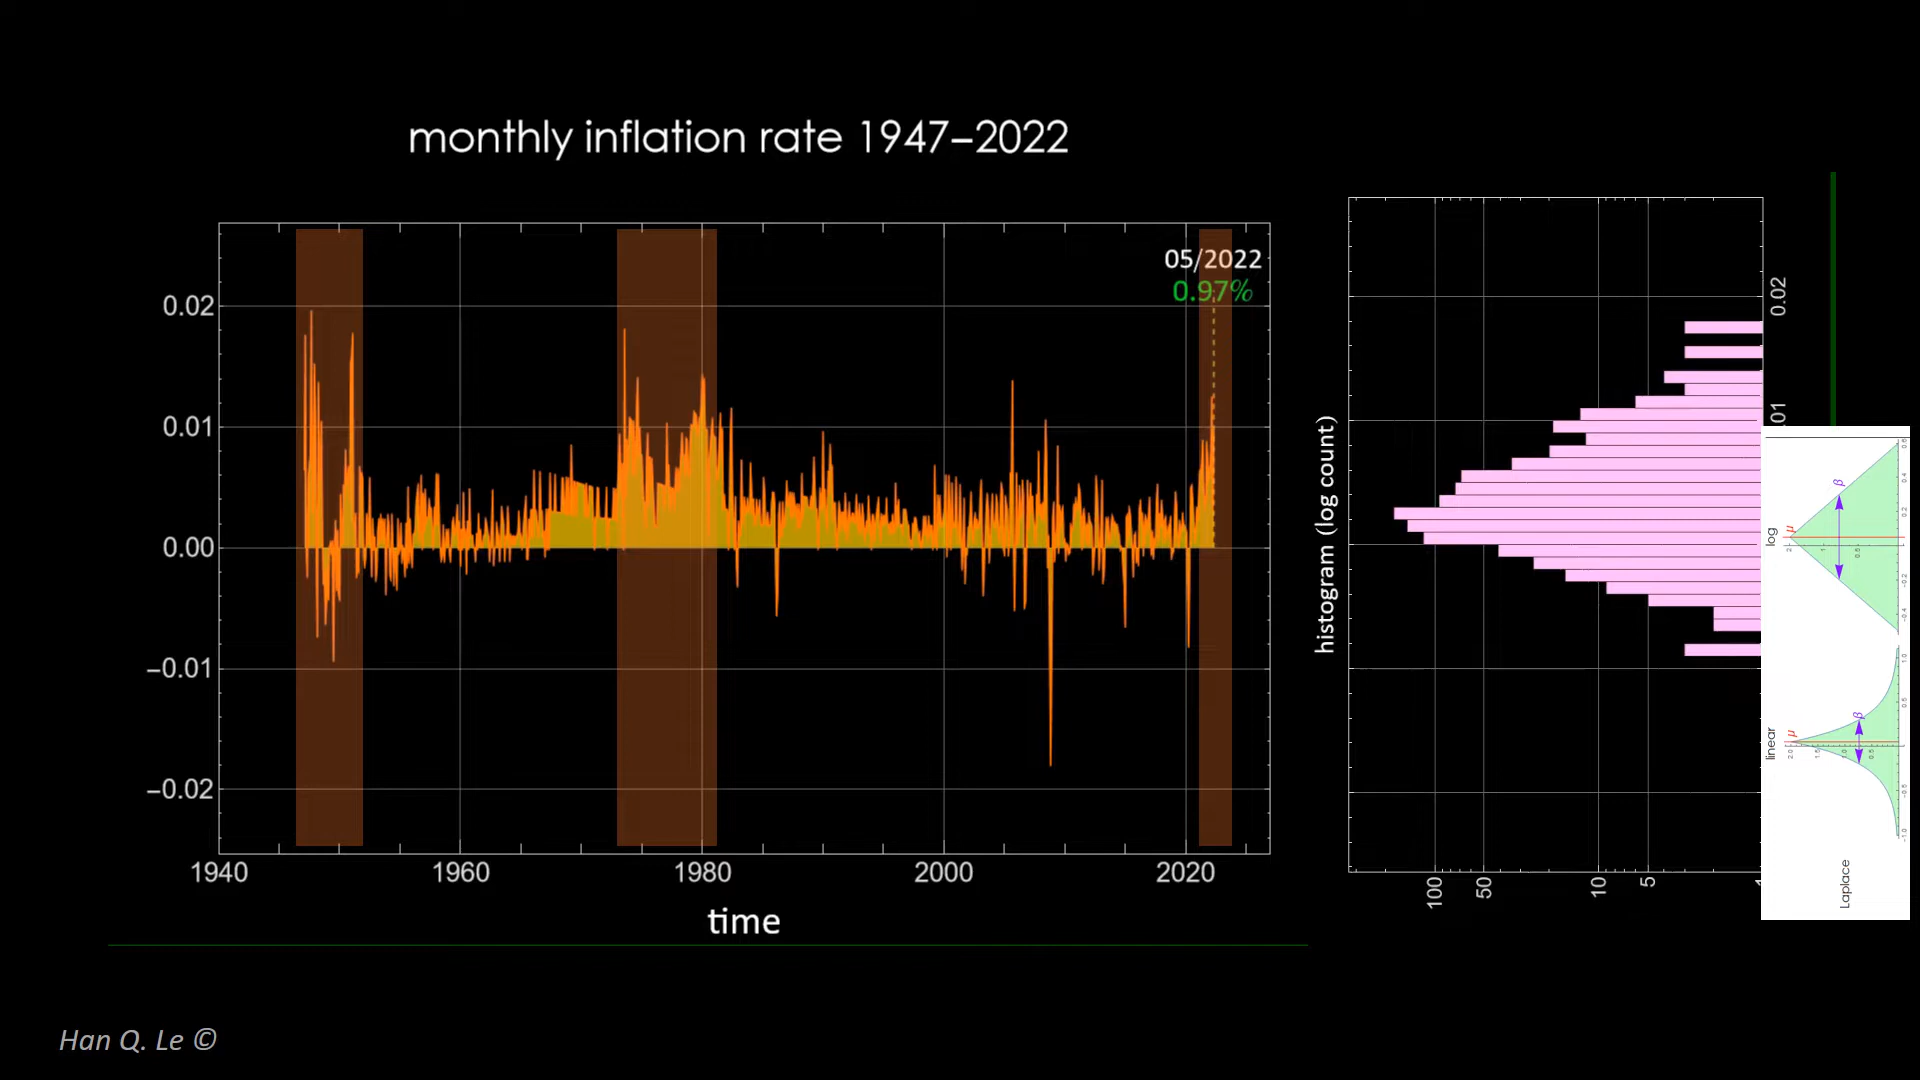 monthly inflation rate 1947–2022
05/2022
0.97%
0.02
0.01
0.00
−0.01
−0.02
1940 1960 1980 2000 2020
time
histogram (log count)
100 50 10 5
0.02
log
μ
β
linear
μ
β
Laplace
Han Q. Le ©